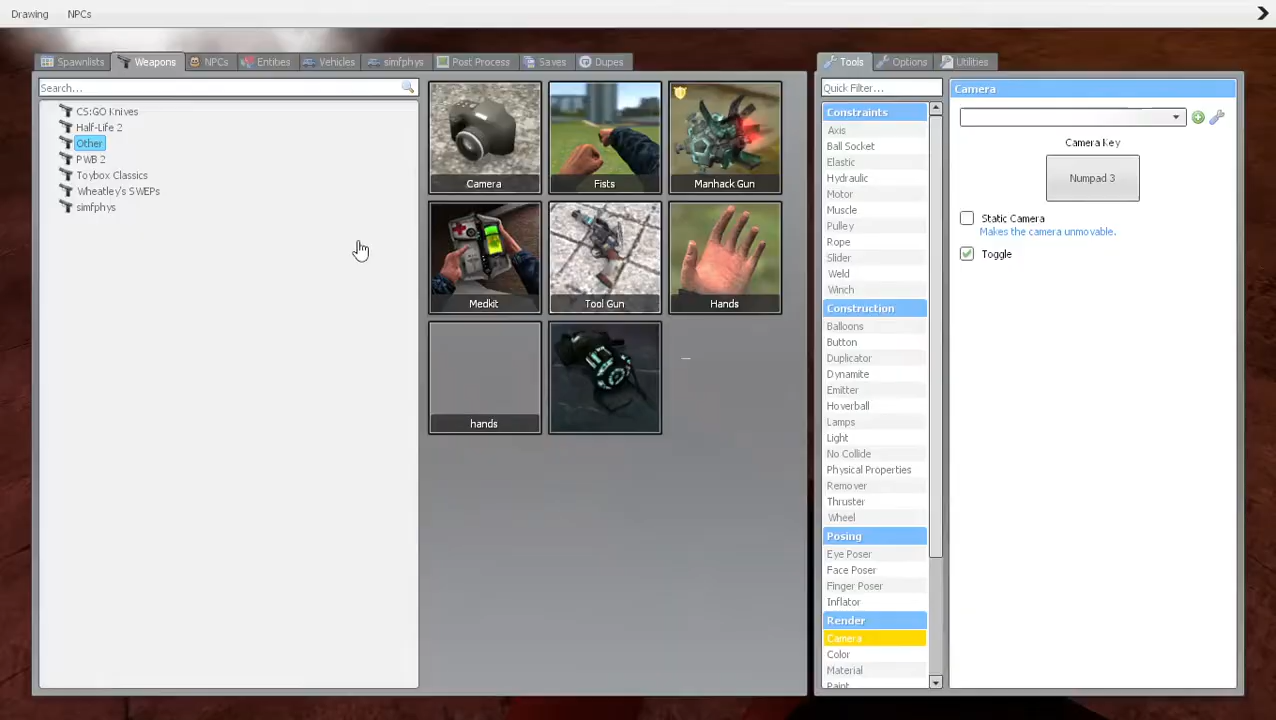 Drawing NPCs
Spawnlists Weapons NPCs Entities Vehicles simfphys Post Process Saves Dupes
Search...
CS:GO Knives
Half-Life 2
Other
PWB 2
Toybox Classics
Wheatley's SWEPs
simfphys
Camera Fists Manhack Gun
Medkit Tool Gun Hands
hands
Tools Options Utilities
Quick Filter...
Constraints
Axis
Ball Socket
Elastic
Hydraulic
Motor
Muscle
Pulley
Rope
Slider
Weld
Winch
Construction
Balloons
Button
Duplicator
Dynamite
Emitter
Hoverball
Lamps
Light
No Collide
Physical Properties
Remover
Thruster
Wheel
Posing
Eye Poser
Face Poser
Finger Poser
Inflator
Render
Camera
Color
Material
Paint
Camera
Camera Key
Numpad 3
Static Camera
Makes the camera unmovable.
Toggle